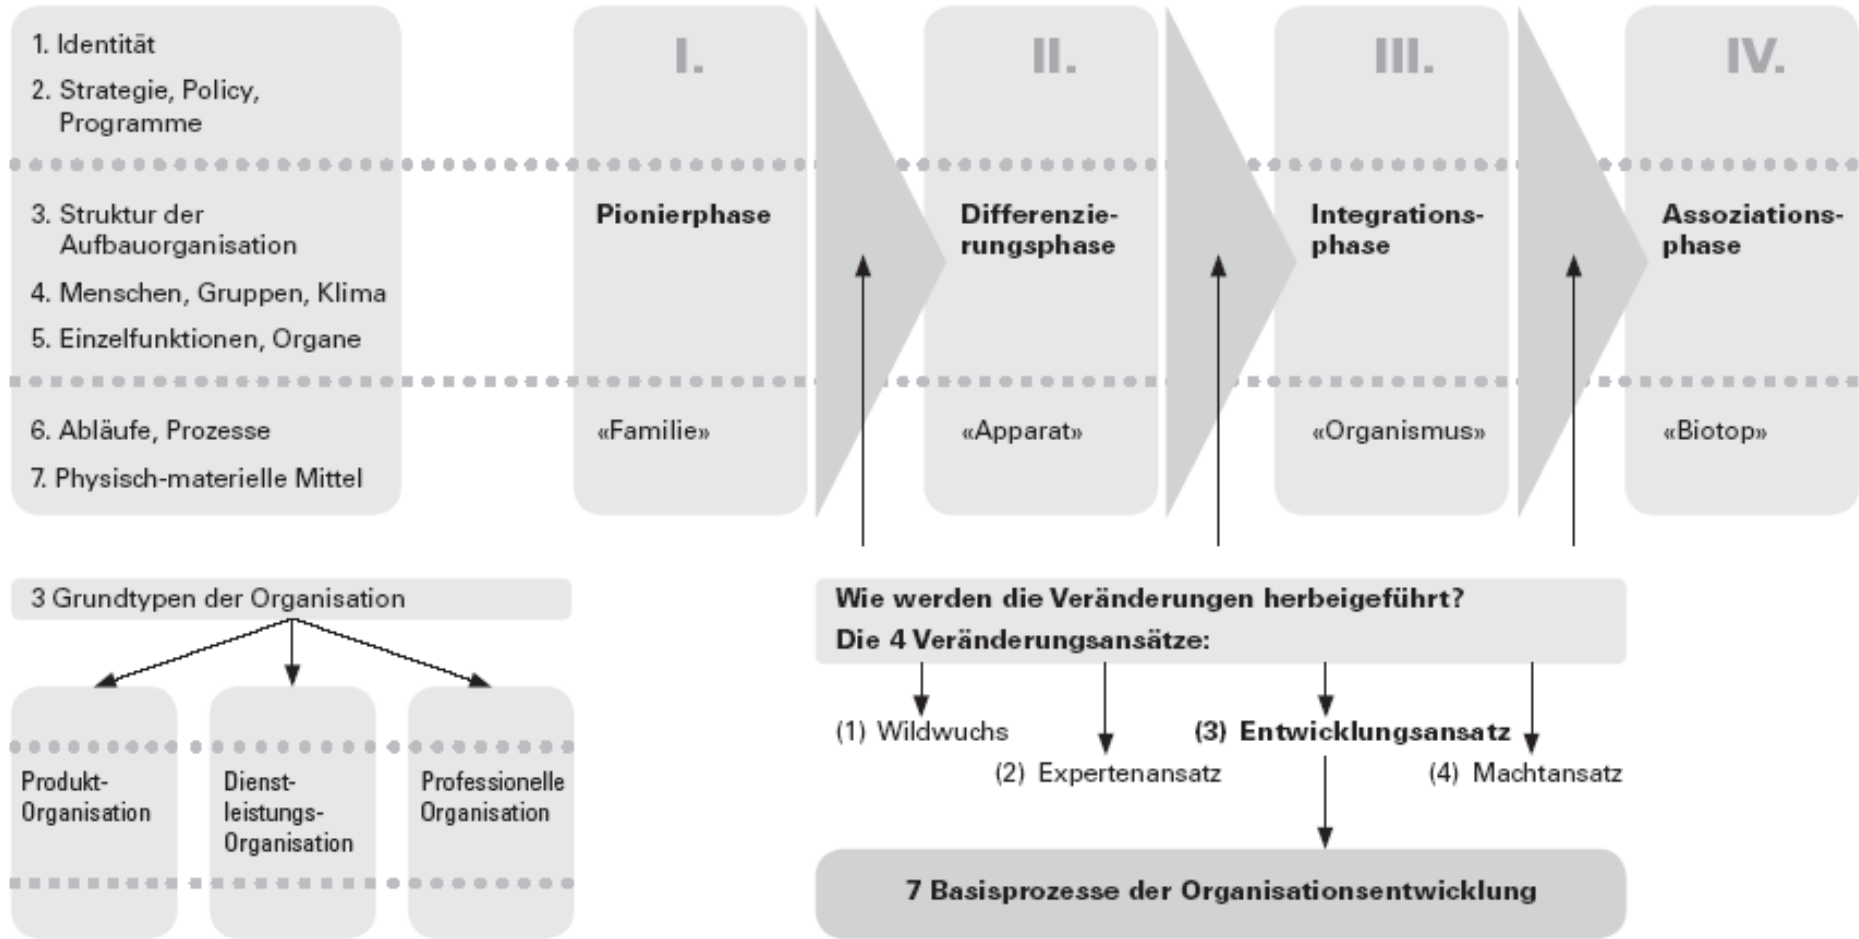 1. Identität
2. Strategie, Policy,
Programme
3. Struktur der
Aufbauorganisation
4. Menschen, Gruppen, Klima
5. Einzelfunktionen, Organe
6. Abläufe, Prozesse
7. Physisch-materielle Mittel
I.
Pionierphase
«Familie»
II.
Differenzie-
rungsphase
«Apparat»
III.
Integrations-
phase
«Organismus»
IV.
Assoziations-
phase
«Biotop»
3 Grundtypen der Organisation
Produkt-
Organisation
Dienst-
leistungs-
Organisation
Professionelle
Organisation
Wie werden die Veränderungen herbeigeführt?
Die 4 Veränderungsansätze:
(1) Wildwuchs
(2) Expertenansatz
(3) Entwicklungsansatz
(4) Machtansatz
7 Basisprozesse der Organisationsentwicklung